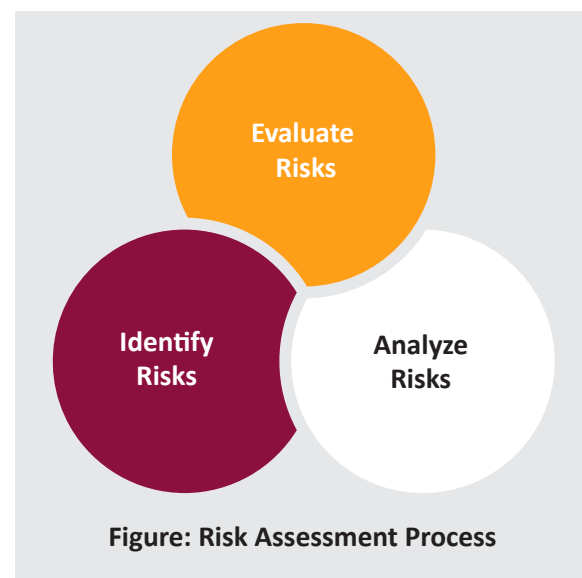 Evaluate
Risks
Identify
Risks
Analyze
Risks
Figure: Risk Assessment Process